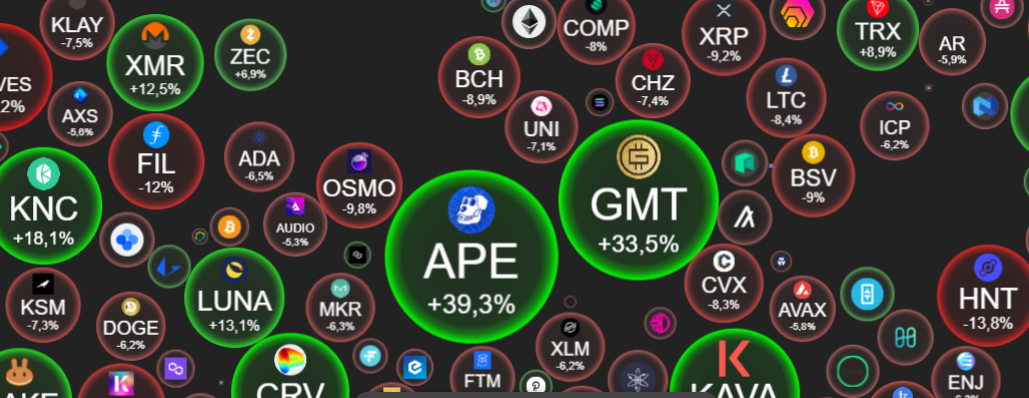 KLAY
-7,5%
XMR
+12,5%
ZEC
+6,9%
COMP
-8%
XRP
-9,2%
TRX
+8,9%
AR
-5,9%
VES
2%
AXS
-5,6%
BCH
-8,9%
CHZ
-7,4%
LTC
-8,4%
ICP
-6,2%
FIL
-12%
ADA
-6,5%
UNI
-7,1%
OSMO
-9,8%
BSV
-9%
KNC
+18,1%
AUDIO
-5,3%
APE
+39,3%
GMT
+33,5%
KSM
-7,3%
DOGE
-6,2%
LUNA
+13,1%
MKR
-6,3%
CVX
-8,3%
AVAX
-5,8%
HNT
-13,8%
XLM
-6,2%
FTM
-6,2%
ENJ
AKE
CRV
KAVA